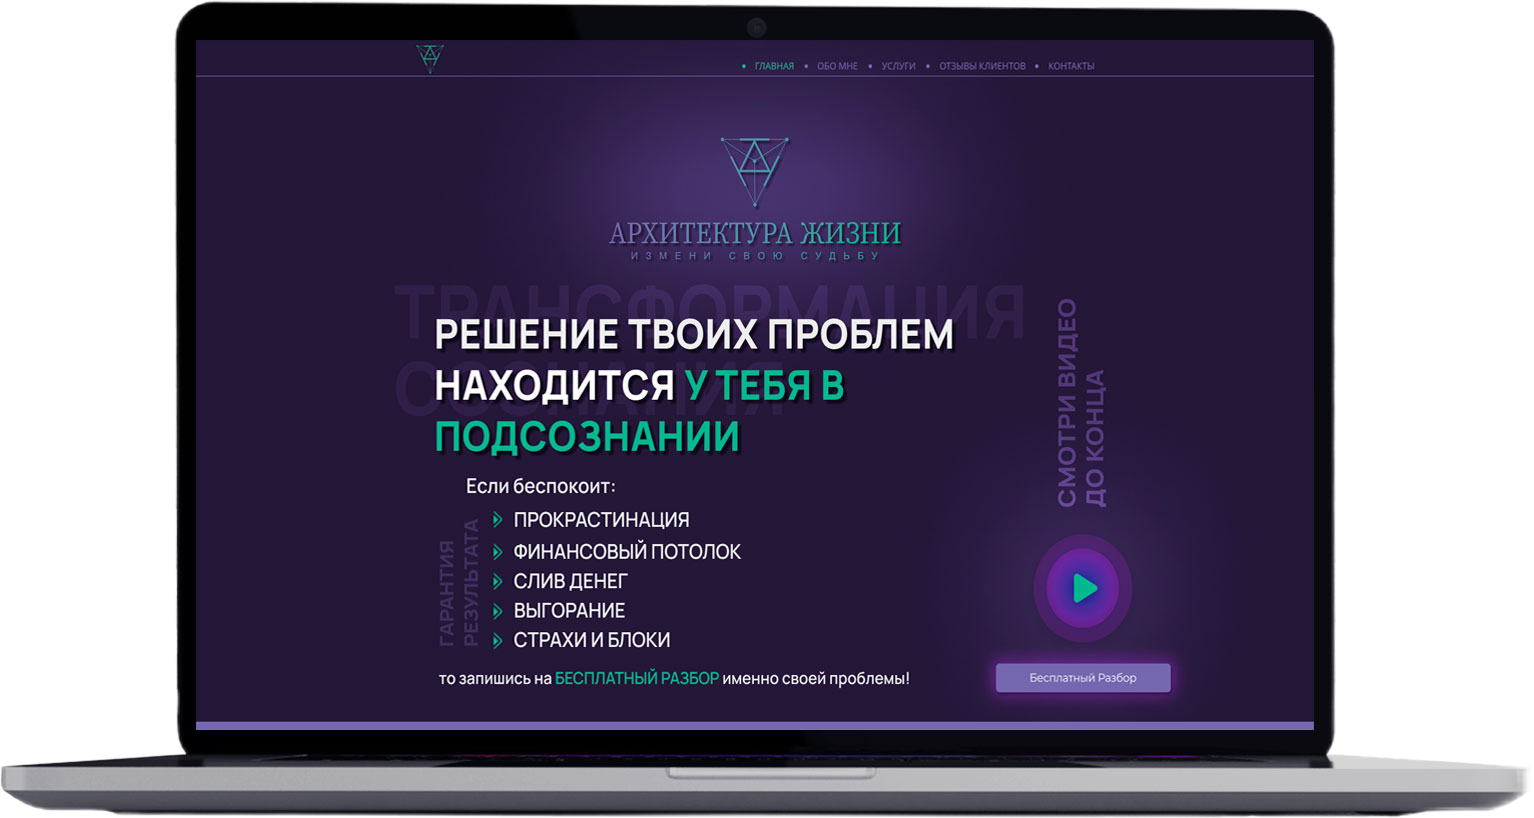 ГЛАВНАЯ
ОБО МНЕ
УСЛУГИ
ОТЗЫВЫ КЛИЕНТОВ
КОНТАКТЫ
АРХИТЕКТУРА ЖИЗНИ
ИЗМЕНИ СВОЮ СУДЬБУ
ТРАНСФОРМАЦИЯ
СОЗНАНИЯ
РЕШЕНИЕ ТВОИХ ПРОБЛЕМ
НАХОДИТСЯ У ТЕБЯ В
ПОДСОЗНАНИИ
Если беспокоит:
ПРОКРАСТИНАЦИЯ
ФИНАНСОВЫЙ ПОТОЛОК
СЛИВ ДЕНЕГ
ВЫГОРАНИЕ
СТРАХИ И БЛОКИ
ГАРАНТИЯ
РЕЗУЛЬТАТА
то запишись на БЕСПЛАТНЫЙ РАЗБОР именно своей проблемы!
СМОТРИ ВИДЕО
ДО КОНЦА
Бесплатный Разбор